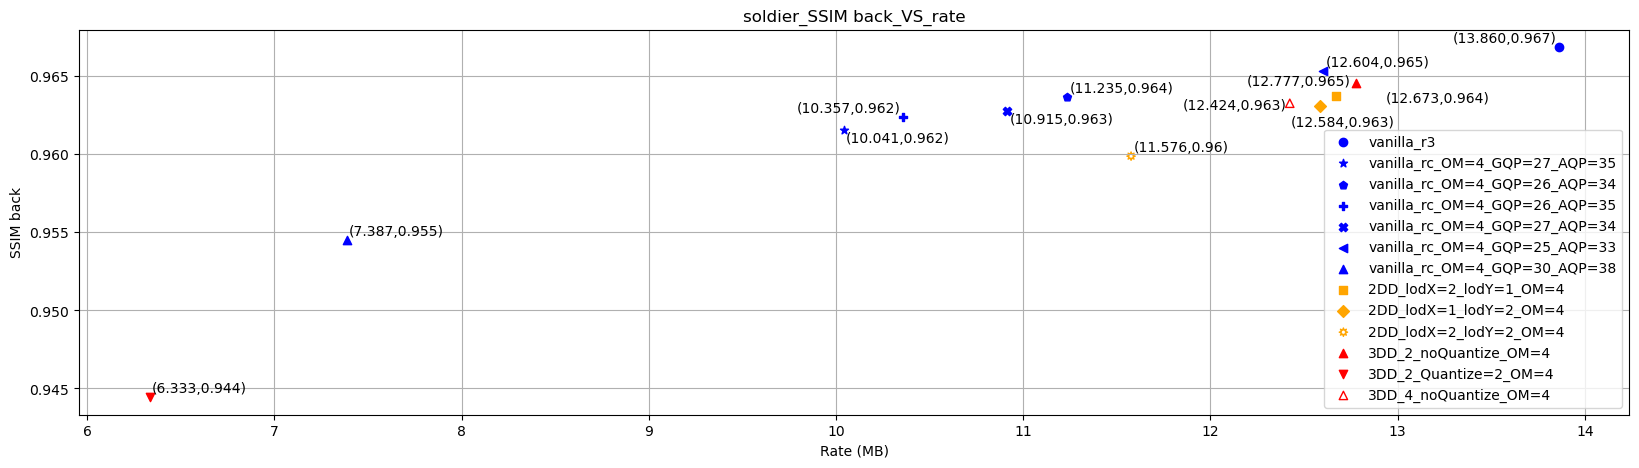 soldier_SSIM back_VS_rate
SSIM back
0.965
0.960
0.955
0.950
0.945
(13.860,0.967)
(12.604,0.965)
(12.777,0.965)
(11.235,0.964)
(12.673,0.964)
(10.357,0.962)
(12.424,0.963)
(10.915,0.963)
(12.584,0.963)
(10.041,0.962)
(11.576,0.96)
(7.387,0.955)
(6.333,0.944)
vanilla_r3
vanilla_rc_OM=4_GQP=27_AQP=35
vanilla_rc_OM=4_GQP=26_AQP=34
vanilla_rc_OM=4_GQP=26_AQP=35
vanilla_rc_OM=4_GQP=27_AQP=34
vanilla_rc_OM=4_GQP=25_AQP=33
vanilla_rc_OM=4_GQP=30_AQP=38
2DD_lodX=2_lodY=1_OM=4
2DD_lodX=1_lodY=2_OM=4
2DD_lodX=2_lodY=2_OM=4
3DD_2_noQuantize_OM=4
3DD_2_Quantize=2_OM=4
3DD_4_noQuantize_OM=4
6 7 8 9 10 11 12 13 14
Rate (MB)